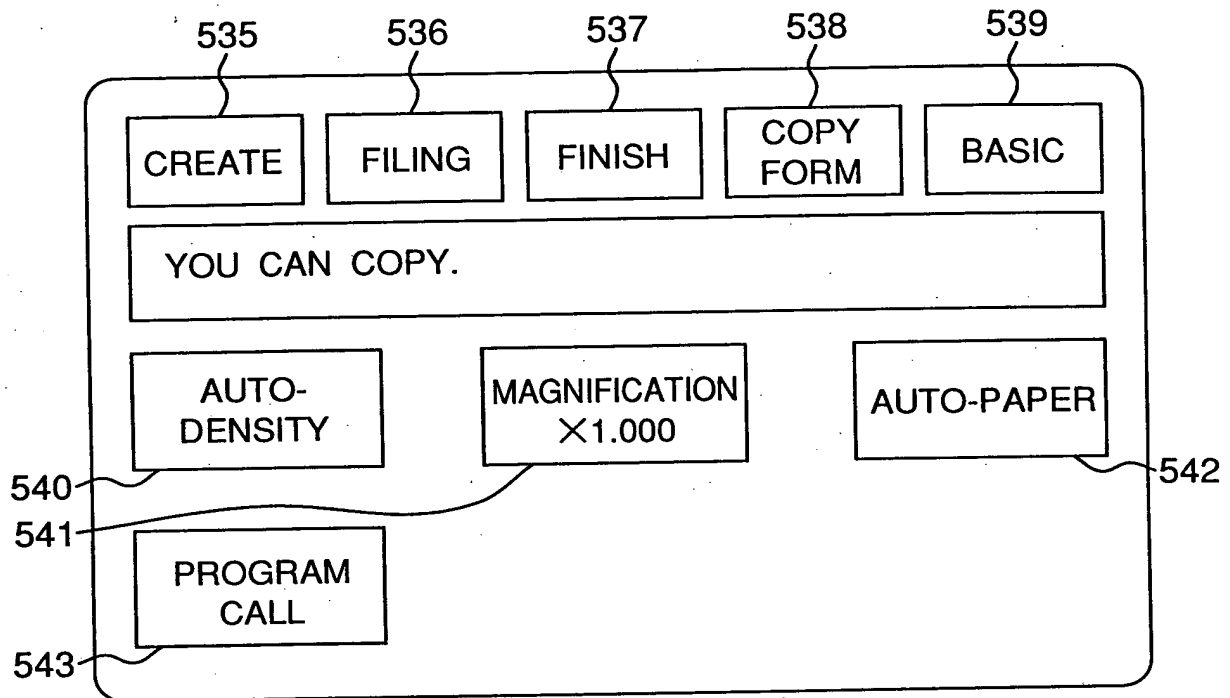 535 536 537 538 539
CREATE FILING FINISH COPY FORM BASIC
YOU CAN COPY.
AUTO-
DENSITY
MAGNIFICATION
×1.000
AUTO-PAPER
540
541
542
PROGRAM
CALL
543